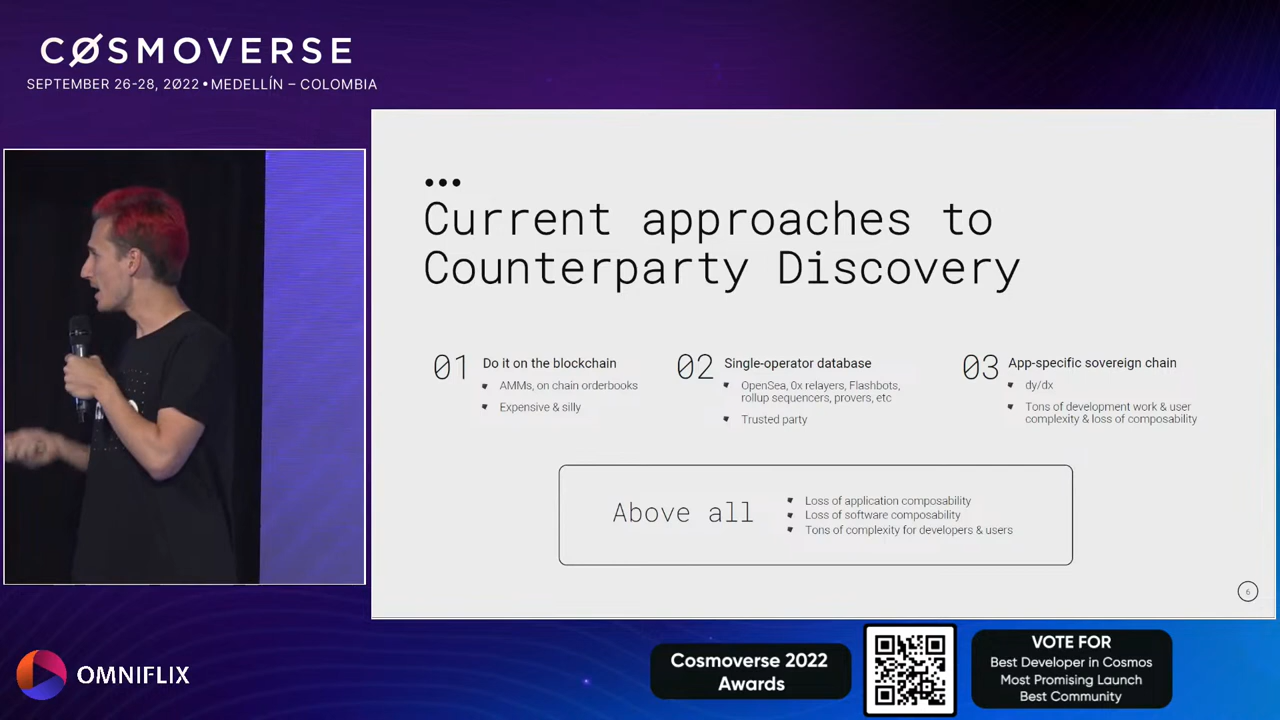 CØSMOVERSE
SEPTEMBER 26-28, 2Ø22 • MEDELLÍN – COLOMBIA
Current approaches to
Counterparty Discovery
01 Do it on the blockchain
AMMs, on chain orderbooks
Expensive & silly
02 Single-operator database
OpenSea, 0x relayers, Flashbots,
rollup sequencers, provers, etc
Trusted party
03 App-specific sovereign chain
dy/dx
Tons of development work & user
complexity & loss of composability
Above all
Loss of application composability
Loss of software composability
Tons of complexity for developers & users
6
OMNIFLIX
Cosmoverse 2022
Awards
VOTE FOR
Best Developer in Cosmos
Most Promising Launch
Best Community